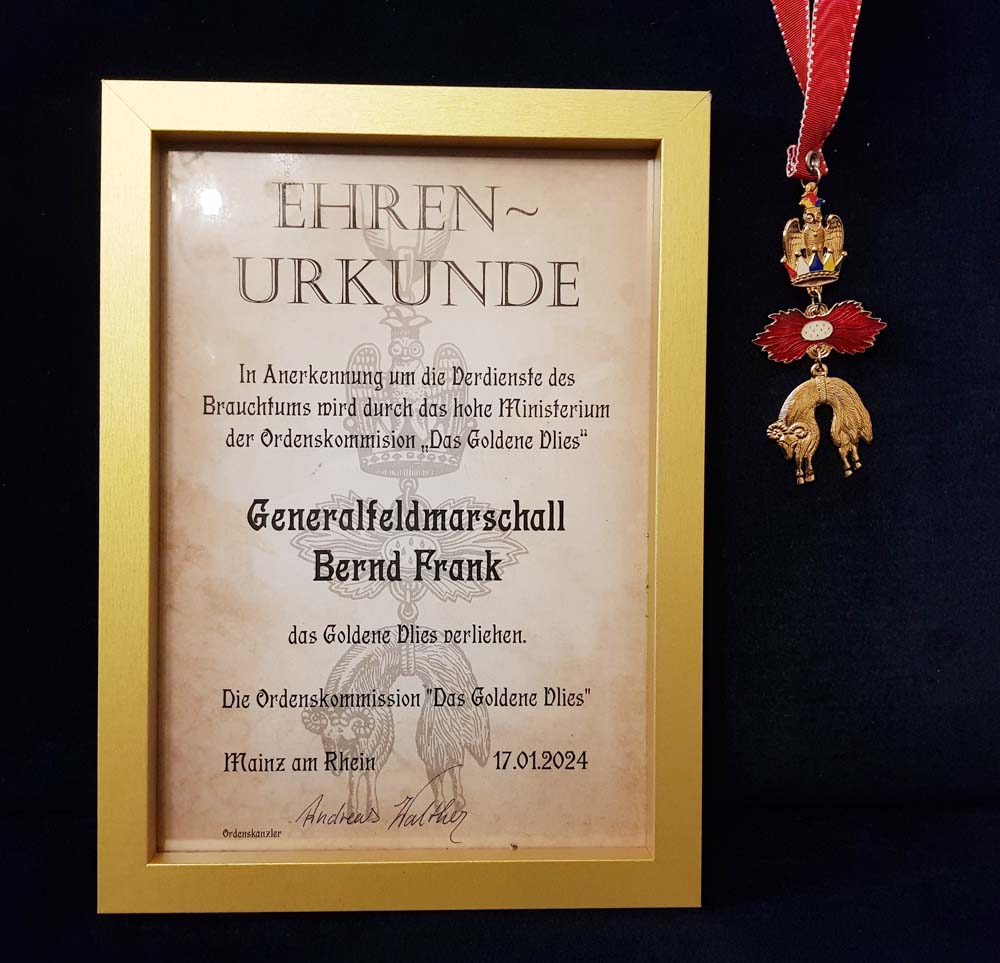 EHREN~
URKUNDE
In Anerkennung um die Verdienste des
Brauchtums wird durch das hohe Ministerium
der Ordenskommision „Das Goldene Vlies“
Generalfeldmarschall
Bernd Frank
das Goldene Vlies verliehen.
Die Ordenskommission "Das Goldene Vlies"
Mainz am Rhein 17.01.2024
Andreas Walther
Ordenskanzler